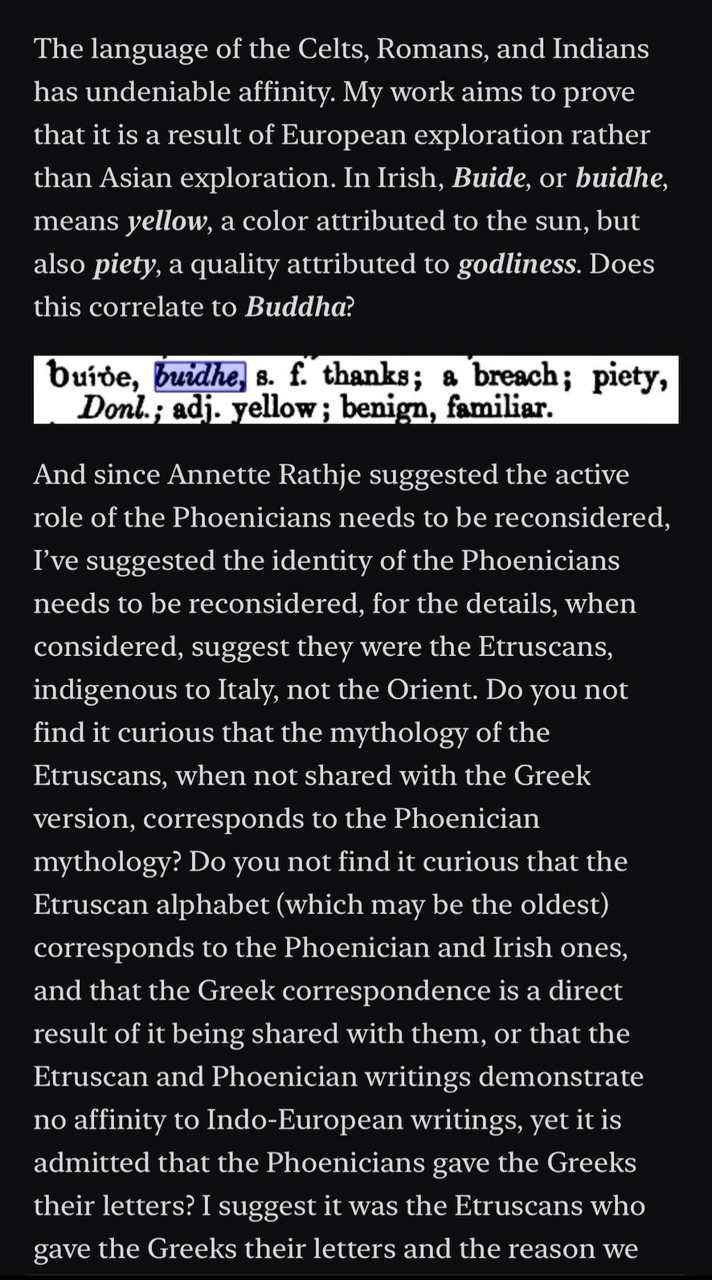 The language of the Celts, Romans, and Indians
has undeniable affinity. My work aims to prove
that it is a result of European exploration rather
than Asian exploration. In Irish, Buide, or buidhe,
means yellow, a color attributed to the sun, but
also piety, a quality attributed to godliness. Does
this correlate to Buddha?
buiḋe, buidhe, s. f. thanks; a breach; piety,
Donl.; adj. yellow; benign, familiar.
And since Annette Rathje suggested the active
role of the Phoenicians needs to be reconsidered,
I’ve suggested the identity of the Phoenicians
needs to be reconsidered, for the details, when
considered, suggest they were the Etruscans,
indigenous to Italy, not the Orient. Do you not
find it curious that the mythology of the
Etruscans, when not shared with the Greek
version, corresponds to the Phoenician
mythology? Do you not find it curious that the
Etruscan alphabet (which may be the oldest)
corresponds to the Phoenician and Irish ones,
and that the Greek correspondence is a direct
result of it being shared with them, or that the
Etruscan and Phoenician writings demonstrate
no affinity to Indo-European writings, yet it is
admitted that the Phoenicians gave the Greeks
their letters? I suggest it was the Etruscans who
gave the Greeks their letters and the reason we